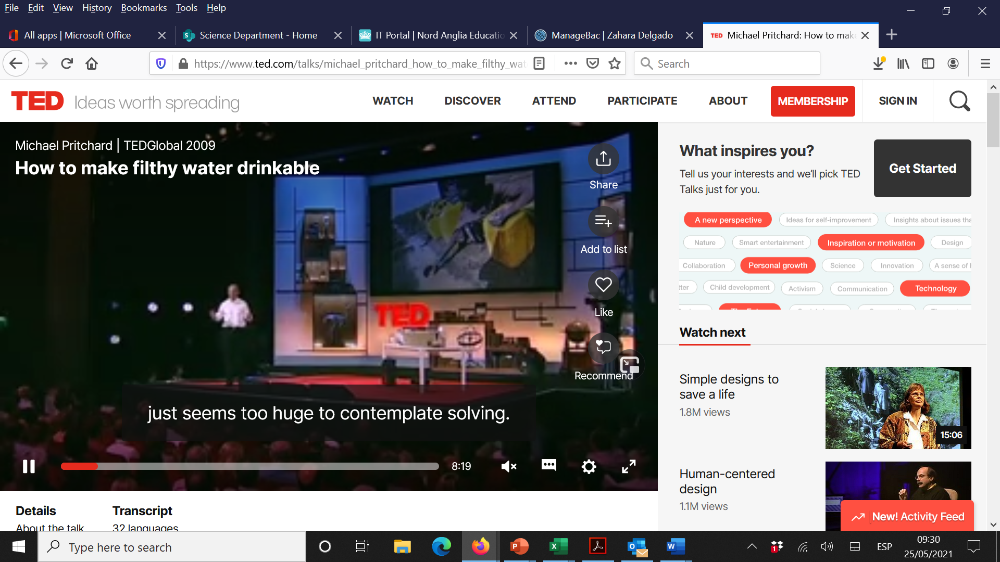 File Edit View History Bookmarks Tools Help
All apps | Microsoft Office
Science Department - Home
IT Portal | Nord Anglia Educatio
ManageBac | Zahara Delgado
TED Michael Pritchard: How to make
https://www.ted.com/talks/michael_pritchard_how_to_make_filthy_wat
Search
TED Ideas worth spreading
WATCH DISCOVER ATTEND PARTICIPATE ABOUT MEMBERSHIP SIGN IN
Michael Pritchard | TEDGlobal 2009
How to make filthy water drinkable
Share
Add to list
Like
Recommend
TED
just seems too huge to contemplate solving.
8:19
Details
About the talk
Transcript
32 languages
What inspires you?
Tell us your interests and we'll pick TED
Talks just for you.
Get Started
A new perspective Ideas for self-improvement Insights about issues tha
Nature Smart entertainment Inspiration or motivation Design
Collaboration Personal growth Science Innovation A sense of h
tter Child development Activism Communication Technology
Watch next
Simple designs to
save a life
1.8M views
15:06
Human-centered
design
1.1M views
New! Activity Feed
Type here to search
1
ESP
09:30
25/05/2021